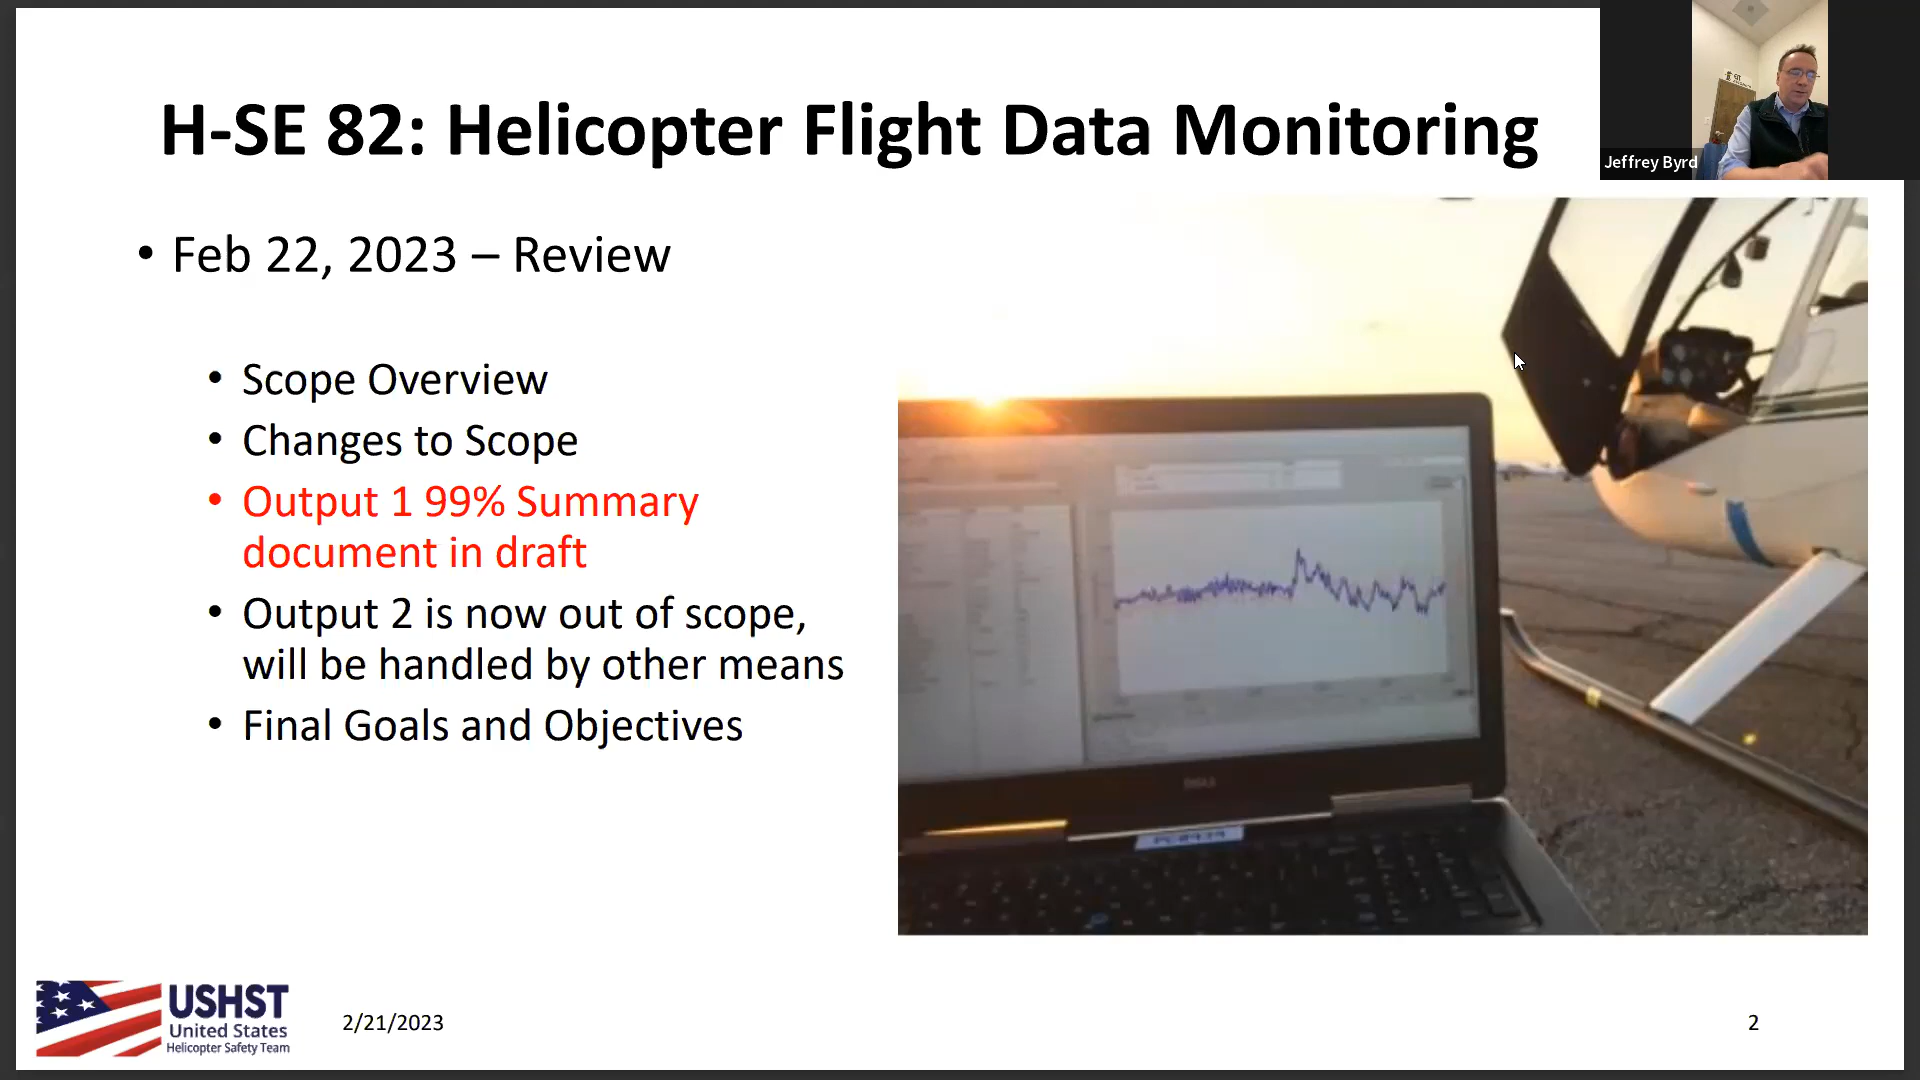 H-SE 82: Helicopter Flight Data Monitoring
Jeffrey Byrd
• Feb 22, 2023 – Review
• Scope Overview
• Changes to Scope
• Output 1 99% Summary
document in draft
• Output 2 is now out of scope,
will be handled by other means
• Final Goals and Objectives
DELL
USHST
United States
Helicopter Safety Team
2/21/2023
2